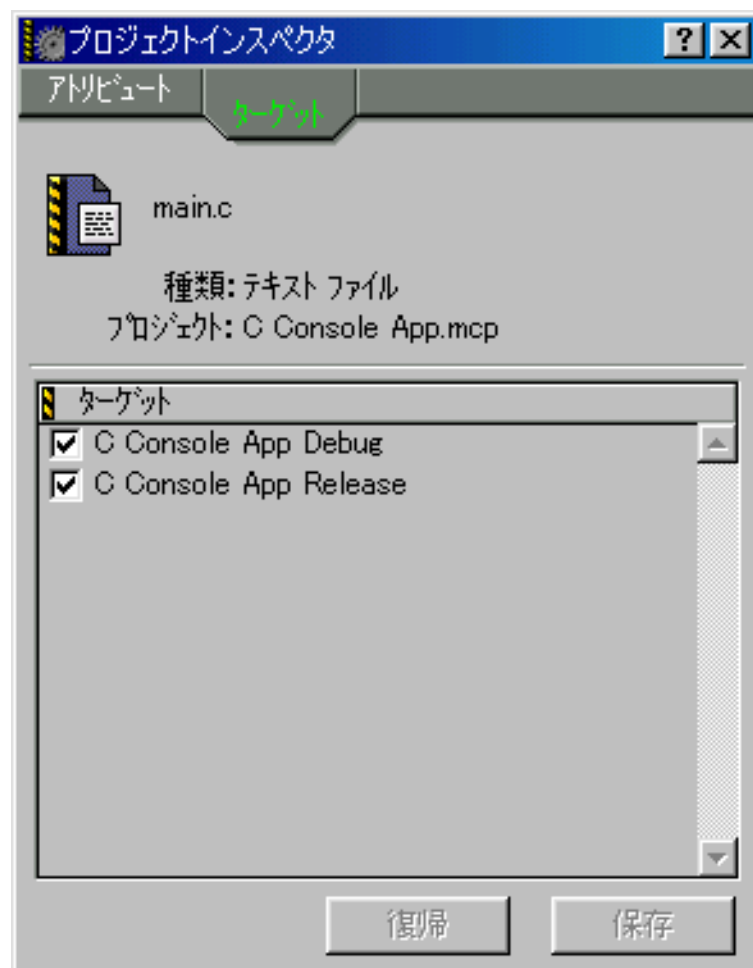 プロジェクトインスペクタ
アトリビュート
ターゲット
main.c
種類: テキスト ファイル
プロジェクト: C Console App.mcp
ターゲット
C Console App Debug
C Console App Release
復帰
保存